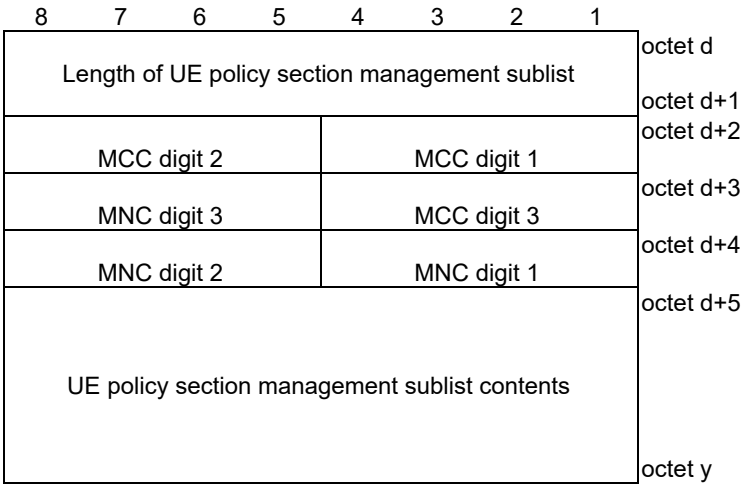 8 7 6 5 4 3 2 1
octet d
Length of UE policy section management sublist
octet d+1
octet d+2
MCC digit 2 MCC digit 1
octet d+3
MNC digit 3 MCC digit 3
octet d+4
MNC digit 2 MNC digit 1
octet d+5
UE policy section management sublist contents
octet y